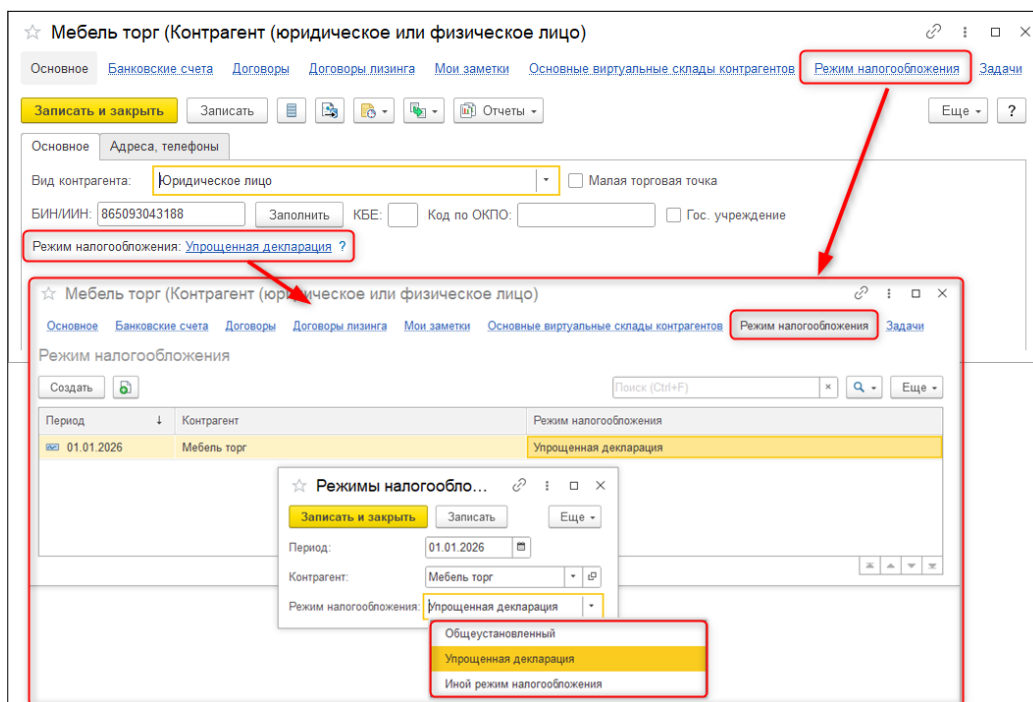 Мебель торг (Контрагент (юридическое или физическое лицо)
Основное Банковские счета Договоры Договоры лизинга Мои заметки Основные виртуальные склады контрагентов Режим налогообложения Задачи
Записать и закрыть Записать Отчеты Еще ?
Основное Адреса, телефоны
Вид контрагента: Юридическое лицо Малая торговая точка
БИН/ИИН: 865093043188 Заполнить КБЕ: Код по ОКПО: Гос. учреждение
Режим налогообложения: Упрощенная декларация ?
Мебель торг (Контрагент (юридическое или физическое лицо)
Основное Банковские счета Договоры Договоры лизинга Мои заметки Основные виртуальные склады контрагентов Режим налогообложения Задачи
Режим налогообложения
Создать Поиск (Ctrl+F) × Еще
Период ↓ Контрагент Режим налогообложения
01.01.2026 Мебель торг Упрощенная декларация
Режимы налогообло...
Записать и закрыть Записать Еще
Период: 01.01.2026
Контрагент: Мебель торг
Режим налогообложения: Упрощенная декларация
Общеустановленный
Упрощенная декларация
Иной режим налогообложения